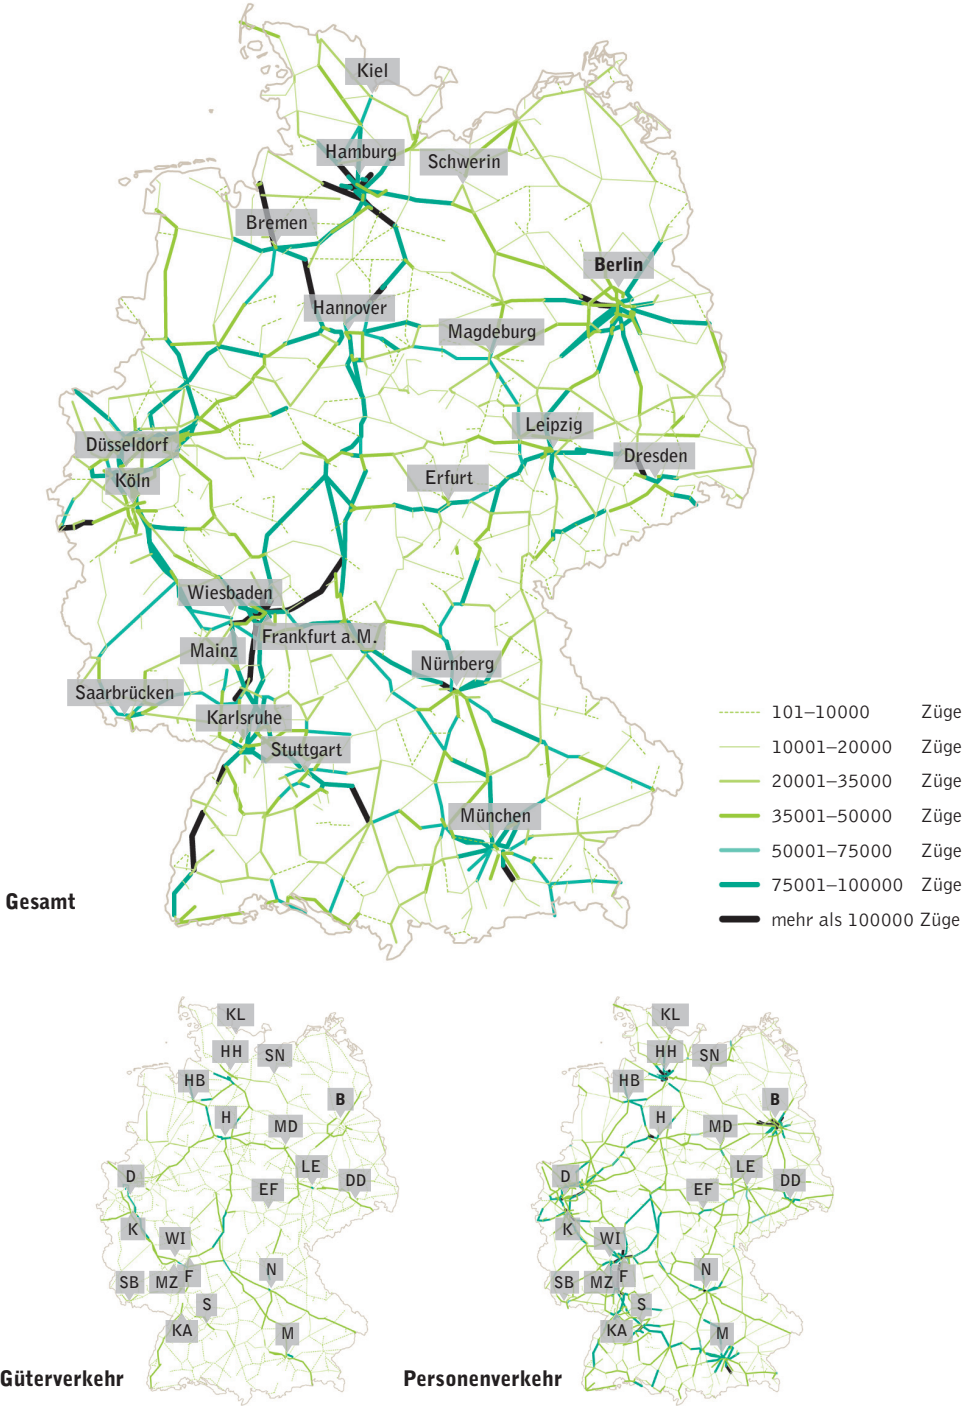 Kiel
Hamburg
Schwerin
Bremen
Berlin
Hannover
Magdeburg
Leipzig
Düsseldorf
Dresden
Köln
Erfurt
Wiesbaden
Frankfurt a.M.
Mainz
Nürnberg
Saarbrücken
Karlsruhe
Stuttgart
München
101–10000 Züge
10001–20000 Züge
20001–35000 Züge
35001–50000 Züge
50001–75000 Züge
75001–100000 Züge
mehr als 100000 Züge
Gesamt
KL
HH
SN
HB
B
H
MD
LE
D
DD
EF
K
WI
N
SB
MZ
F
S
KA
M
Güterverkehr
KL
HH
SN
HB
B
H
MD
LE
D
DD
EF
K
WI
N
SB
MZ
F
S
KA
M
Personenverkehr